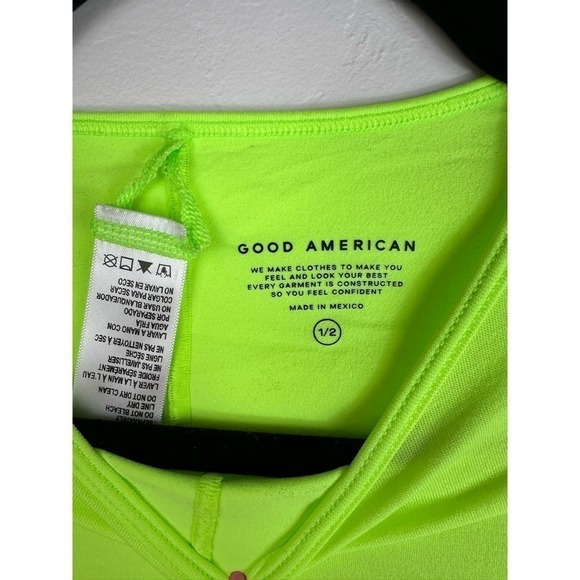 GOOD AMERICAN
WE MAKE CLOTHES TO MAKE YOU
FEEL AND LOOK YOUR BEST
EVERY GARMENT IS CONSTRUCTED
SO YOU FEEL CONFIDENT
MADE IN MEXICO
1/2
DO NOT BLEACH
LINE DRY
DO NOT DRY CLEAN
LAVER À LA MAIN À L'EAU
FROIDE SÉPARÉMENT
NE PAS JAVELLISER
LIGNE SÈCHE
NE PAS NETTOYER À SEC
LAVAR A MANO CON
AGUA FRÍA
POR SEPARADO
NO USAR BLANQUEADOR
COLGAR PARA SECAR
NO LAVAR EN SECO